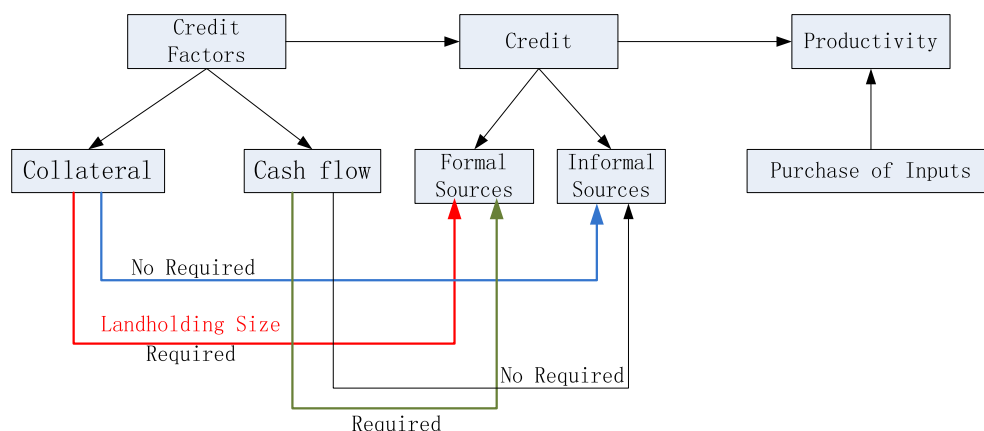 Credit
Factors
Credit
Productivity
Collateral
Cash flow
Formal
Sources
Informal
Sources
Purchase of Inputs
No Required
Landholding Size
Required
No Required
Required